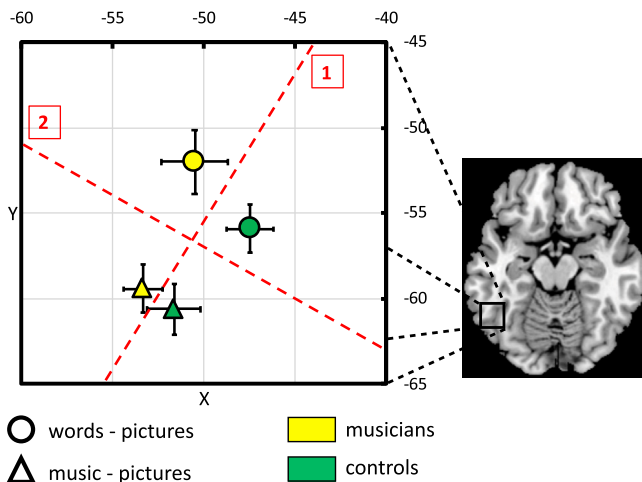 -60 -55 -50 -45 -40
-45
1
2
-50
Y
-55
-60
-65
X
words - pictures
musicians
music - pictures
controls